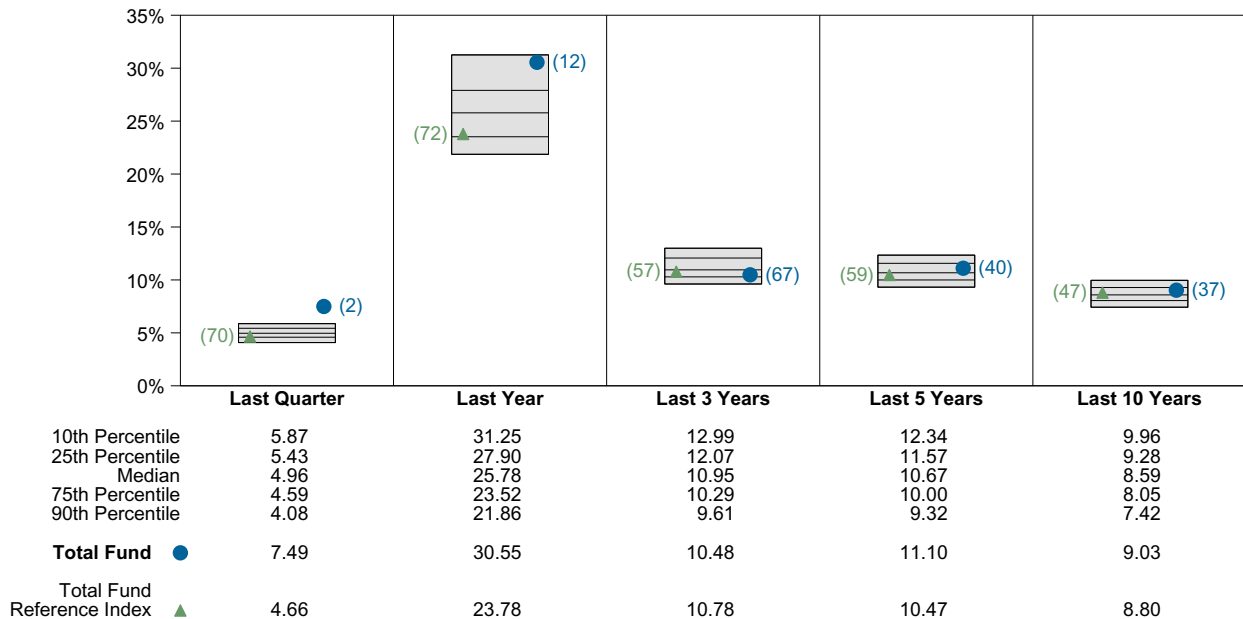 35%
30%
25%
20%
15%
10%
5%
0%
(2)
(70)
(12)
(72)
(57)
(67)
(59)
(40)
(47)
(37)
Last Quarter Last Year Last 3 Years Last 5 Years Last 10 Years
10th Percentile 5.87 31.25 12.99 12.34 9.96
25th Percentile 5.43 27.90 12.07 11.57 9.28
Median 4.96 25.78 10.95 10.67 8.59
75th Percentile 4.59 23.52 10.29 10.00 8.05
90th Percentile 4.08 21.86 9.61 9.32 7.42
Total Fund 7.49 30.55 10.48 11.10 9.03
Total Fund
Reference Index 4.66 23.78 10.78 10.47 8.80